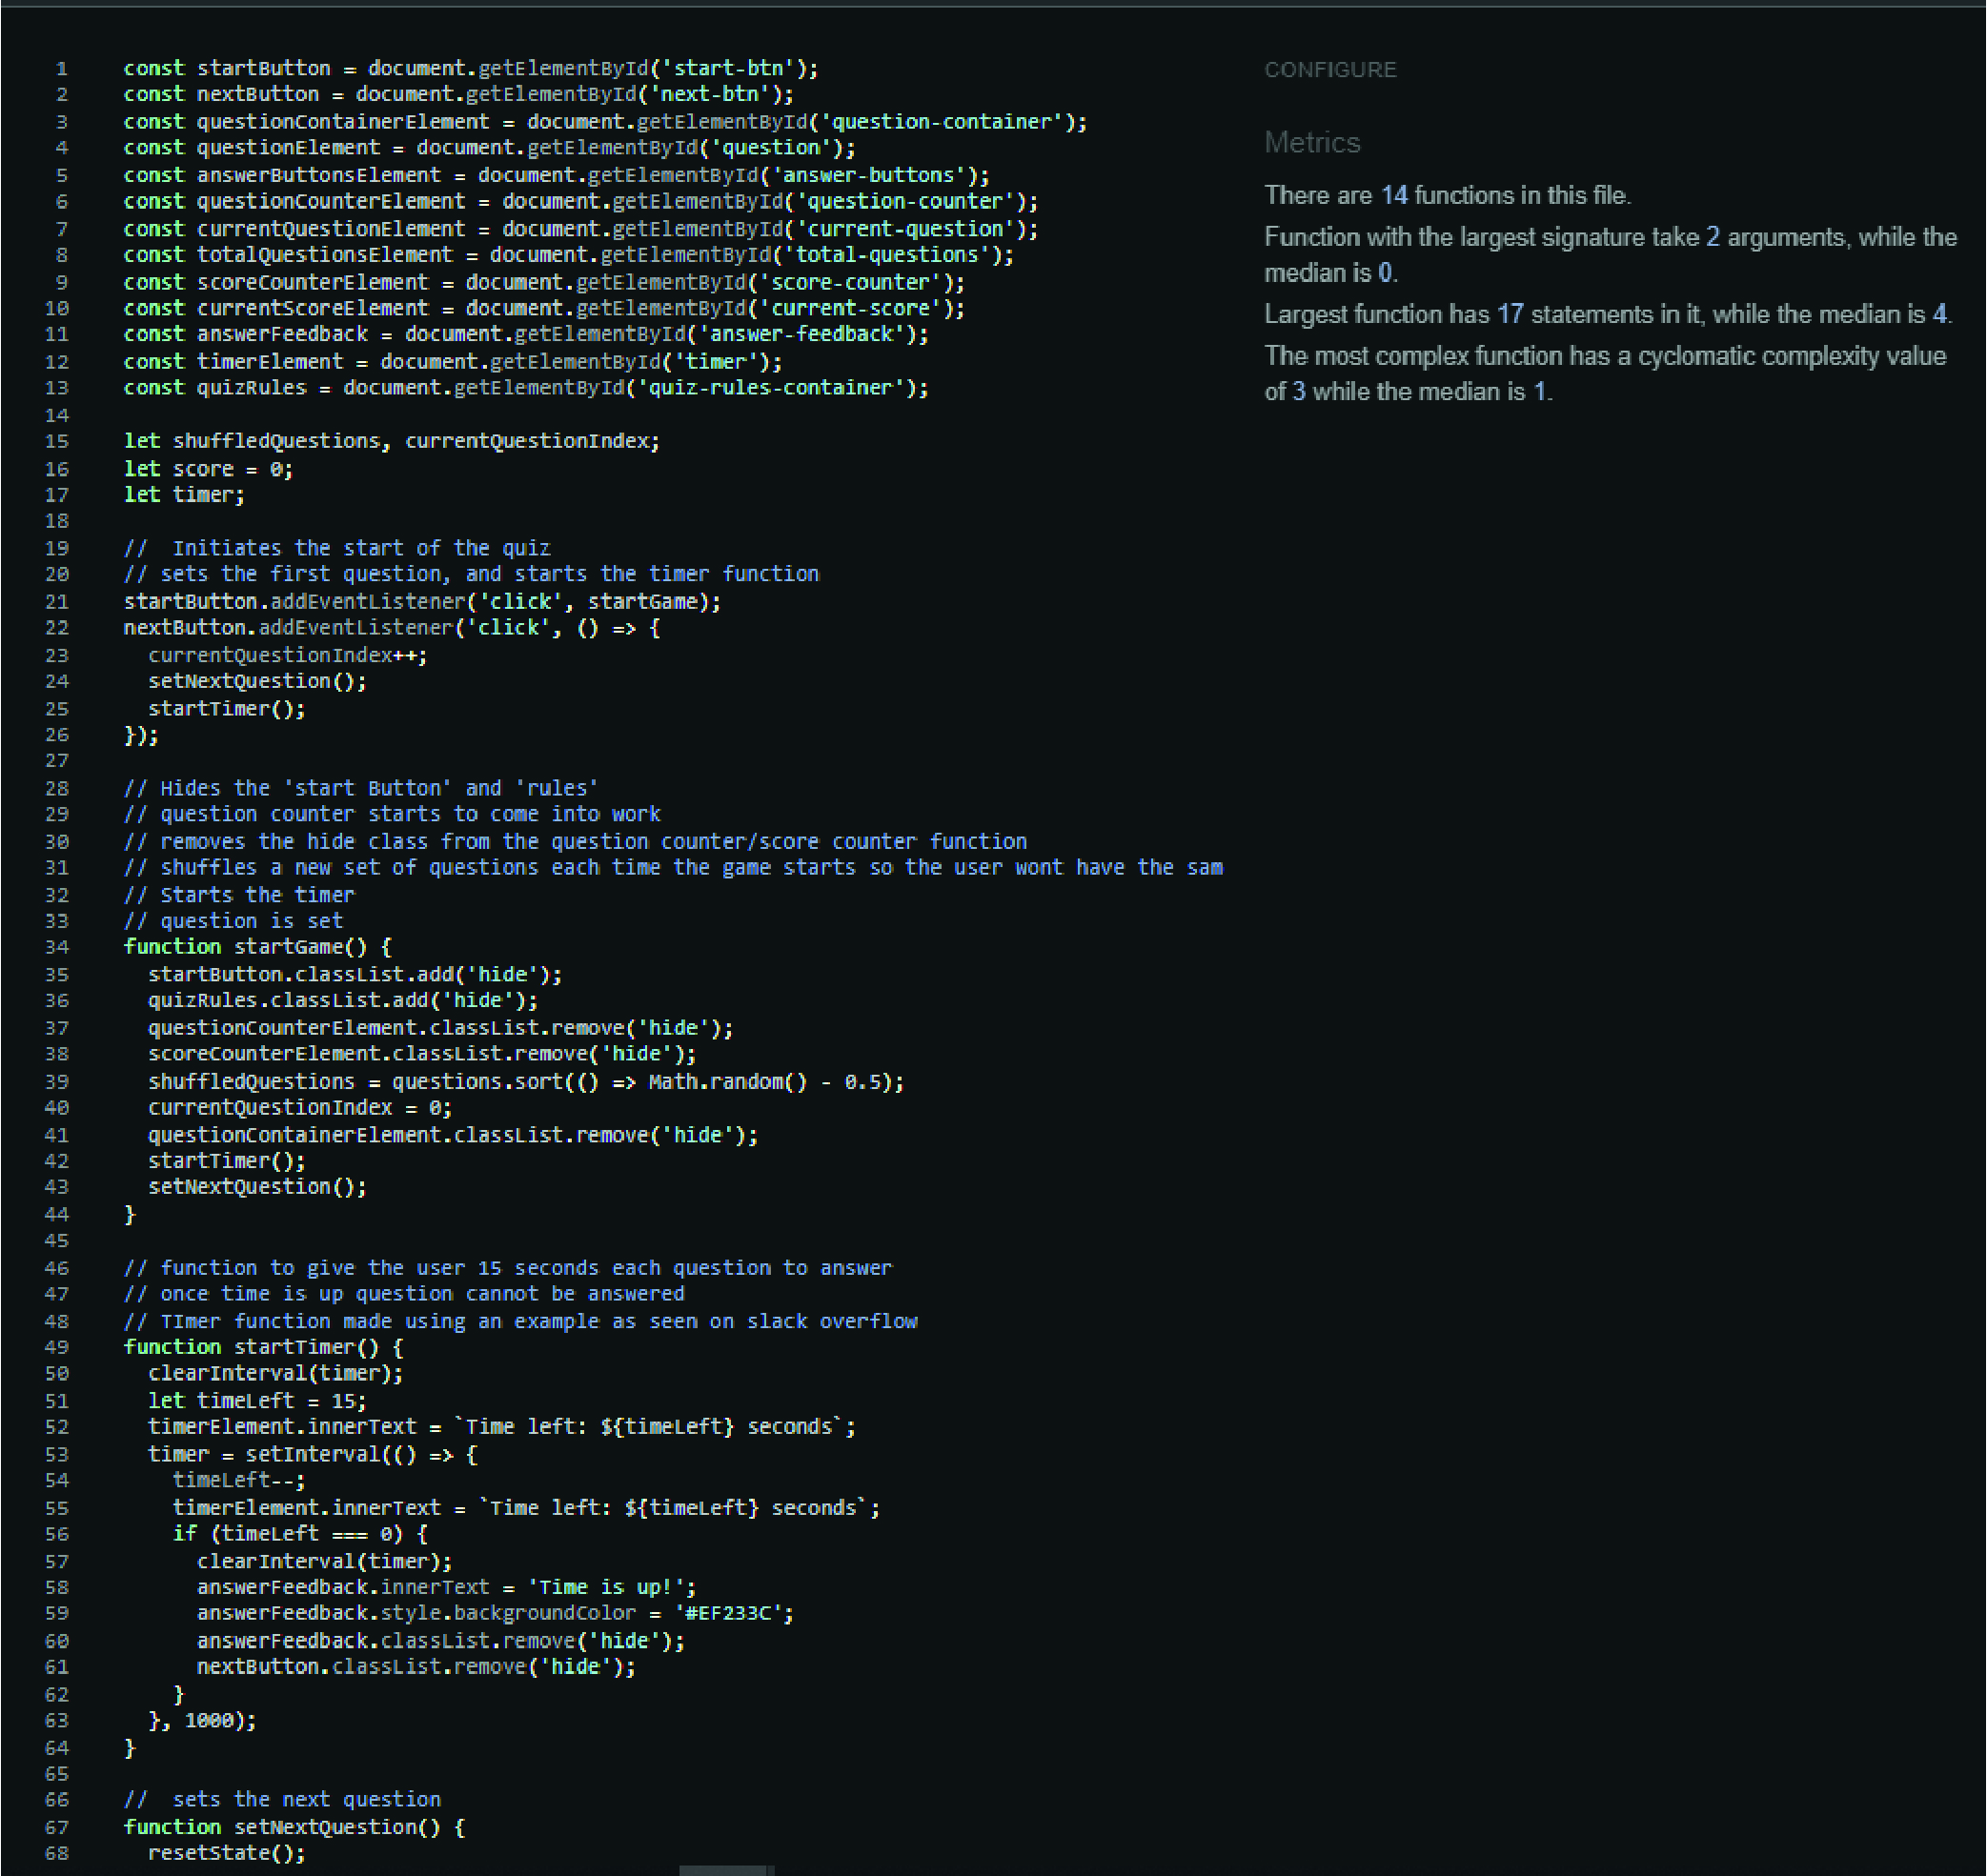 1 const startButton = document.getElementById('start-btn');
2 const nextButton = document.getElementById('next-btn');
3 const questionContainerElement = document.getElementById('question-container');
4 const questionElement = document.getElementById('question');
5 const answerButtonsElement = document.getElementById('answer-buttons');
6 const questionCounterElement = document.getElementById('question-counter');
7 const currentQuestionElement = document.getElementById('current-question');
8 const totalQuestionsElement = document.getElementById('total-questions');
9 const scoreCounterElement = document.getElementById('score-counter');
10 const currentScoreElement = document.getElementById('current-score');
11 const answerFeedback = document.getElementById('answer-feedback');
12 const timerElement = document.getElementById('timer');
13 const quizRules = document.getElementById('quiz-rules-container');
14
15 let shuffledQuestions, currentQuestionIndex;
16 let score = 0;
17 let timer;
18
19 //  Initiates the start of the quiz
20 // sets the first question, and starts the timer function
21 startButton.addEventListener('click', startGame);
22 nextButton.addEventListener('click', () => {
23   currentQuestionIndex++;
24   setNextQuestion();
25   startTimer();
26 });
27
28 // Hides the 'start Button' and 'rules'
29 // question counter starts to come into work
30 // removes the hide class from the question counter/score counter function
31 // shuffles a new set of questions each time the game starts so the user wont have the sam
32 // Starts the timer
33 // question is set
34 function startGame() {
35   startButton.classList.add('hide');
36   quizRules.classList.add('hide');
37   questionCounterElement.classList.remove('hide');
38   scoreCounterElement.classList.remove('hide');
39   shuffledQuestions = questions.sort(() => Math.random() - 0.5);
40   currentQuestionIndex = 0;
41   questionContainerElement.classList.remove('hide');
42   startTimer();
43   setNextQuestion();
44 }
45
46 // function to give the user 15 seconds each question to answer
47 // once time is up question cannot be answered
48 // TImer function made using an example as seen on slack overflow
49 function startTimer() {
50   clearInterval(timer);
51   let timeLeft = 15;
52   timerElement.innerText = `Time left: ${timeLeft} seconds`;
53   timer = setInterval(() => {
54     timeLeft--;
55     timerElement.innerText = `Time left: ${timeLeft} seconds`;
56     if (timeLeft === 0) {
57       clearInterval(timer);
58       answerFeedback.innerText = 'Time is up!';
59       answerFeedback.style.backgroundColor = '#EF233C';
60       answerFeedback.classList.remove('hide');
61       nextButton.classList.remove('hide');
62     }
63   }, 1000);
64 }
65
66 //  sets the next question
67 function setNextQuestion() {
68   resetState();
CONFIGURE
Metrics
There are 14 functions in this file.
Function with the largest signature take 2 arguments, while the
median is 0.
Largest function has 17 statements in it, while the median is 4.
The most complex function has a cyclomatic complexity value
of 3 while the median is 1.